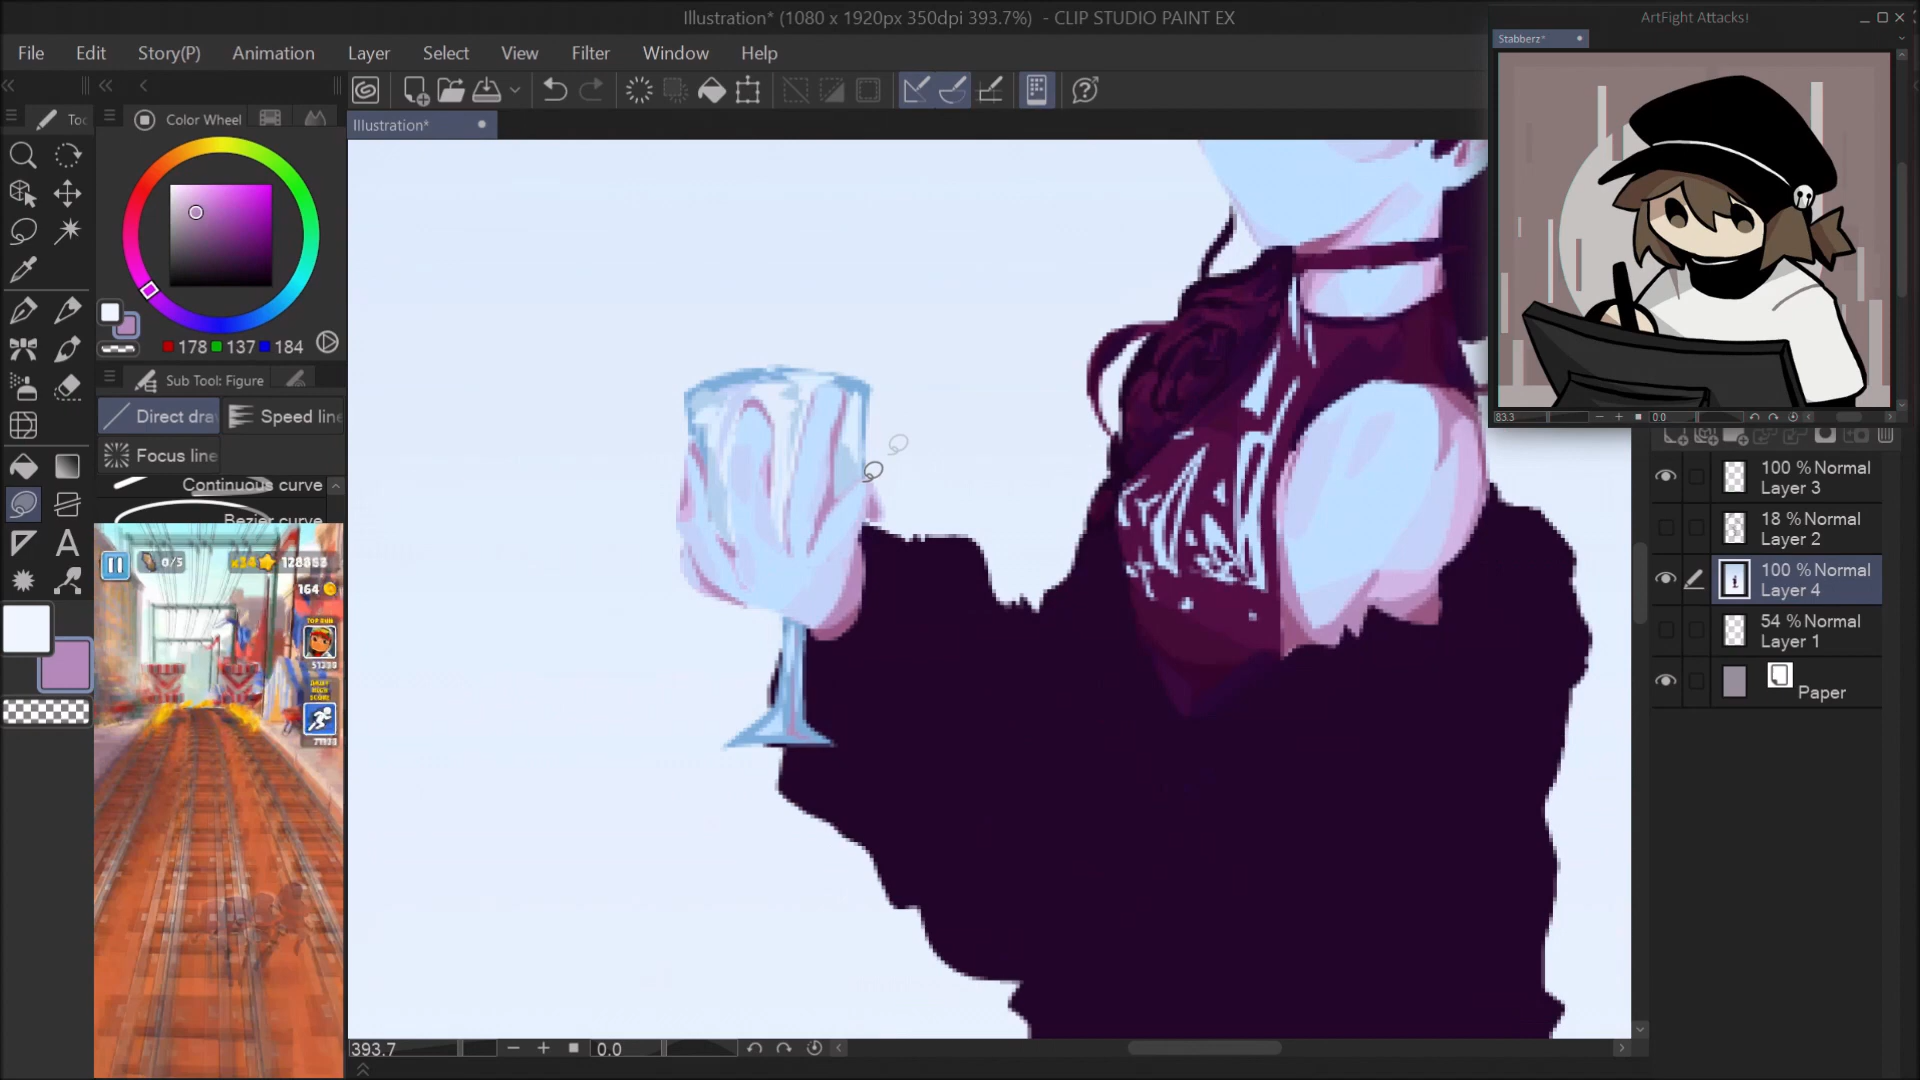 Illustration* (1080 x 1920px 350dpi 393.7%) - CLIP STUDIO PAINT EX
ArtFight Attacks!
Stabberz*
File Edit Story(P) Animation Layer Select View Filter Window Help
Color Wheel
Illustration*
178 137 184
Sub Tool: Figure
Direct dra
Speed line
Focus line
Continuous curve
Bezier curve
0/5
164
TOP RUN
83.3
0.0
100 % Normal
Layer 3
18 % Normal
Layer 2
100 % Normal
Layer 4
54 % Normal
Layer 1
Paper
393.7
0.0